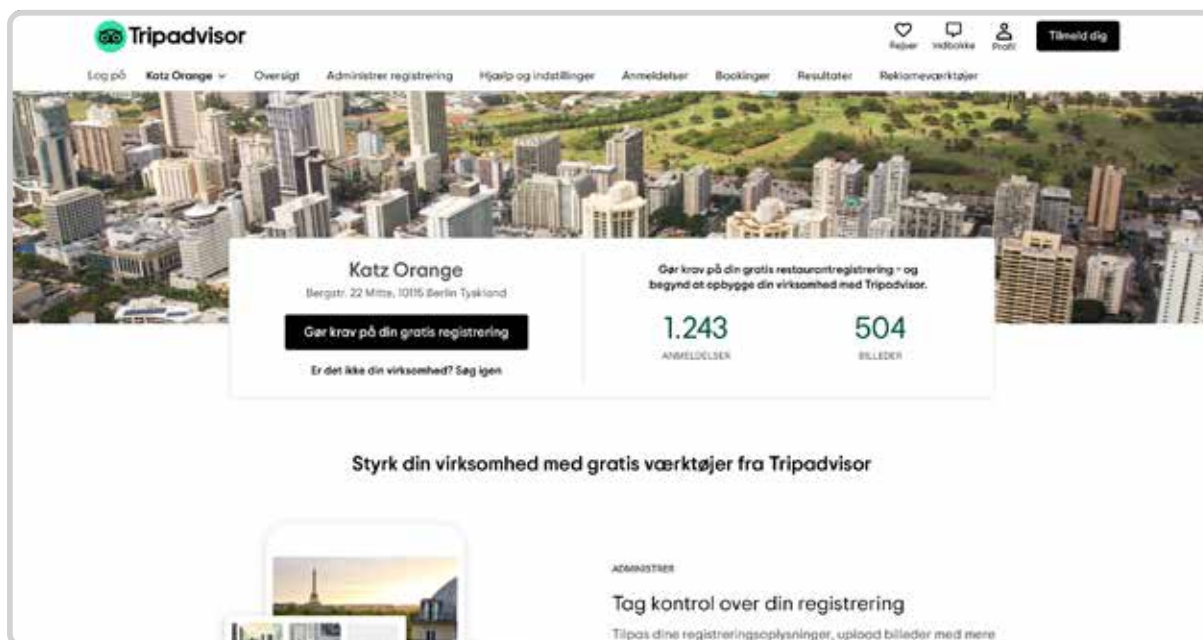 Tripadvisor
Rejser Indbakke Profil Tilmeld dig
Log på Katz Orange Oversigt Administrer registrering Hjælp og indstillinger Anmeldelser Bookinger Resultater Reklameværktøjer
Katz Orange
Bergstr. 22 Mitte, 10115 Berlin Tyskland
Gør krav på din gratis registrering
Er det ikke din virksomhed? Søg igen
Gør krav på din gratis restaurantregistrering - og
begynd at opbygge din virksomhed med Tripadvisor.
1.243 504
ANMELDELSER BILLEDER
Styrk din virksomhed med gratis værktøjer fra Tripadvisor
ADMINISTRER
Tag kontrol over din registrering
Tilpas dine registreringsoplysninger, upload billeder med mere